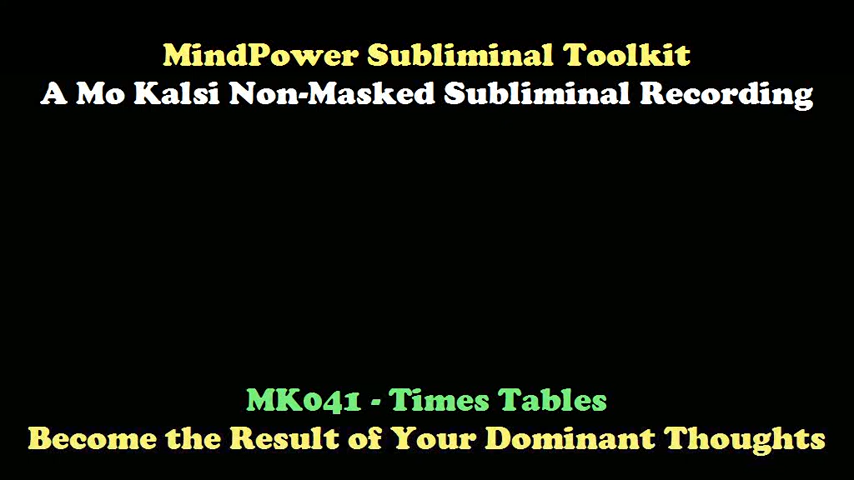 MindPower Subliminal Toolkit
A Mo Kalsi Non-Masked Subliminal Recording
MK041 - Times Tables
Become the Result of Your Dominant Thoughts